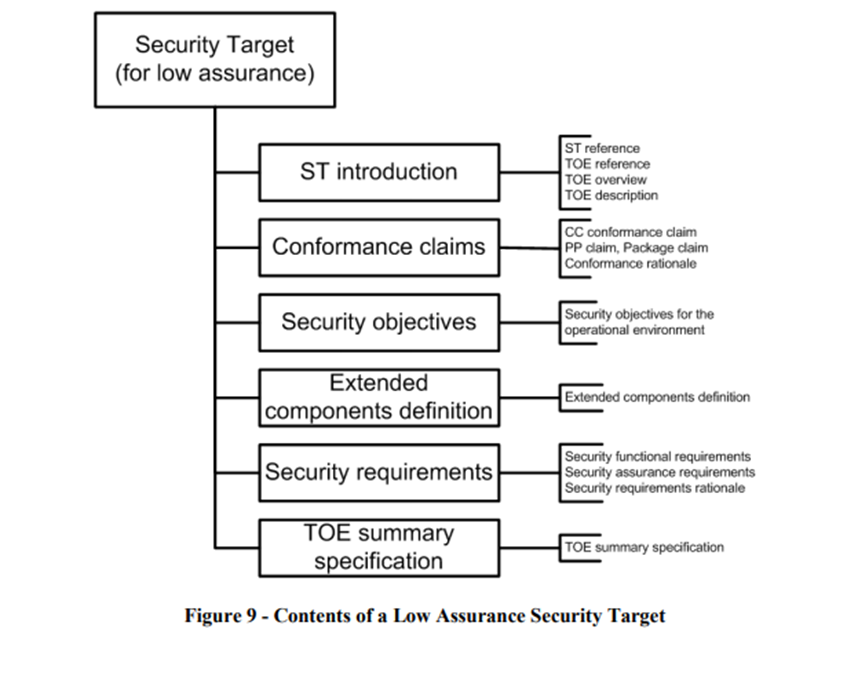 Security Target
(for low assurance)
ST introduction
ST reference
TOE reference
TOE overview
TOE description
Conformance claims
CC conformance claim
PP claim, Package claim
Conformance rationale
Security objectives
Security objectives for the
operational environment
Extended
components definition
Extended components definition
Security requirements
Security functional requirements
Security assurance requirements
Security requirements rationale
TOE summary
specification
TOE summary specification
Figure 9 - Contents of a Low Assurance Security Target